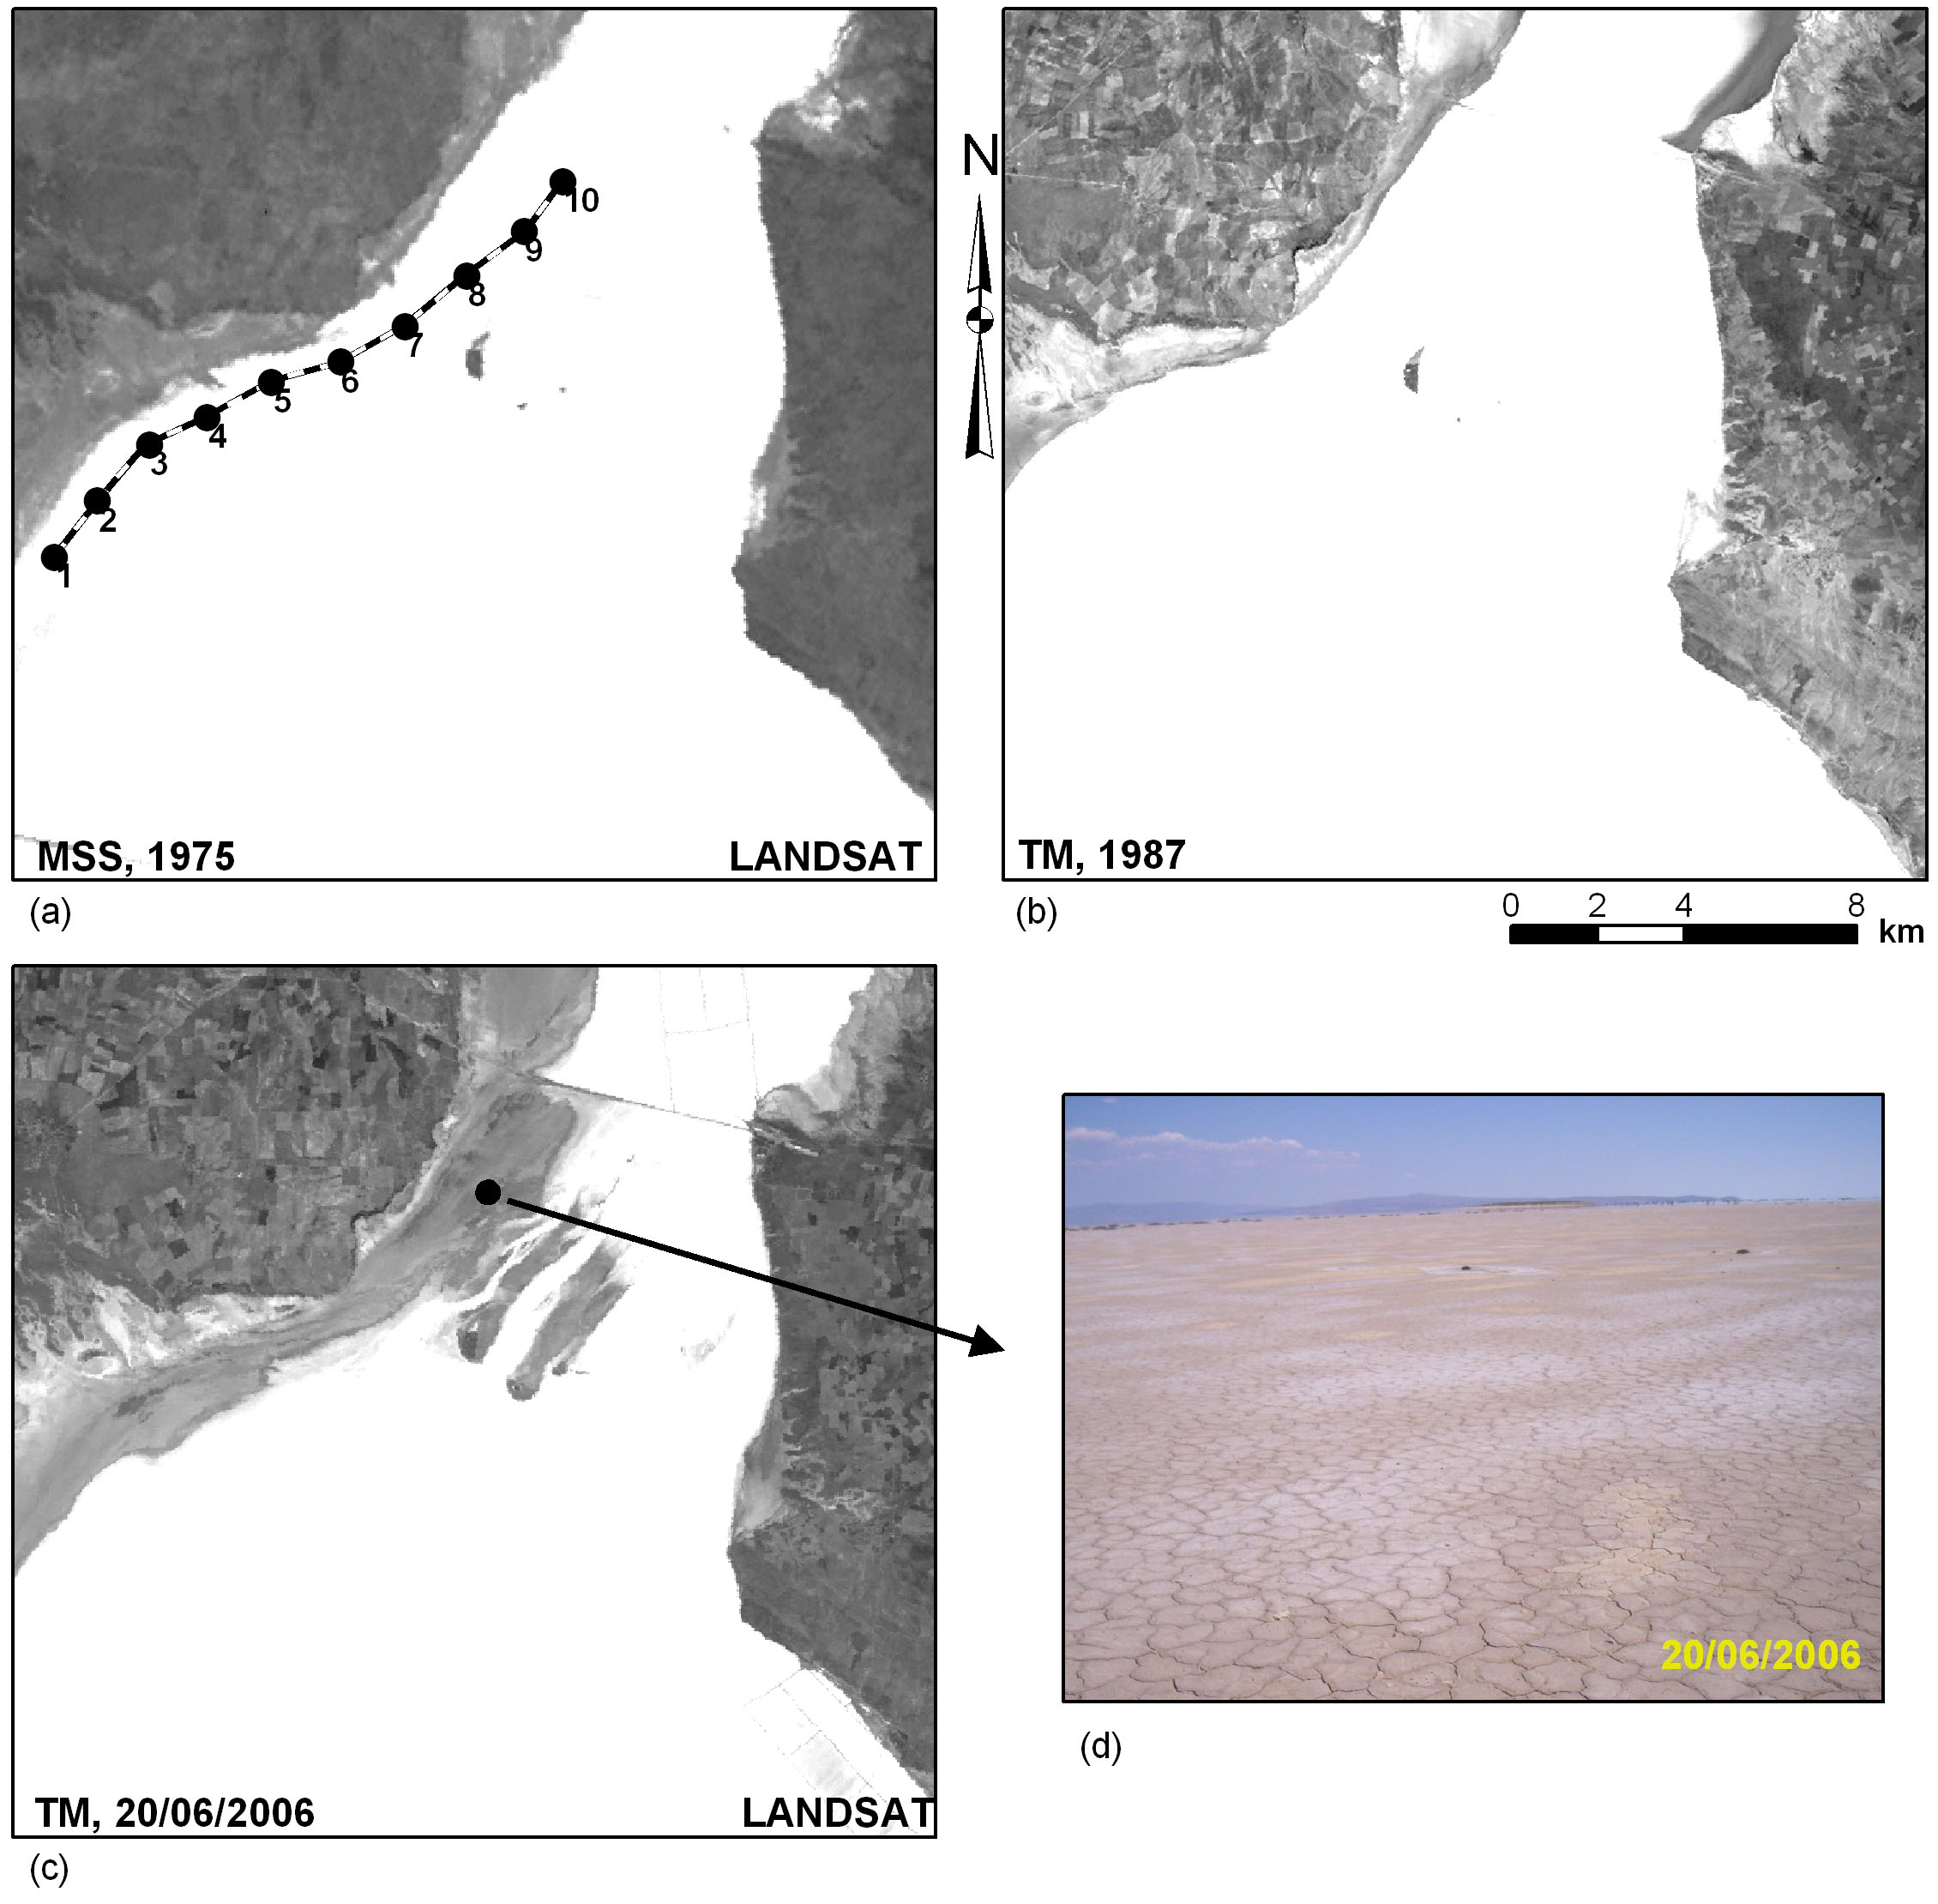 N
10
9
8
7
6
5
4
3
2
1
MSS, 1975 LANDSAT
TM, 1987
(a)
(b)
0 2 4 8
km
20/06/2006
(d)
TM, 20/06/2006 LANDSAT
(c)